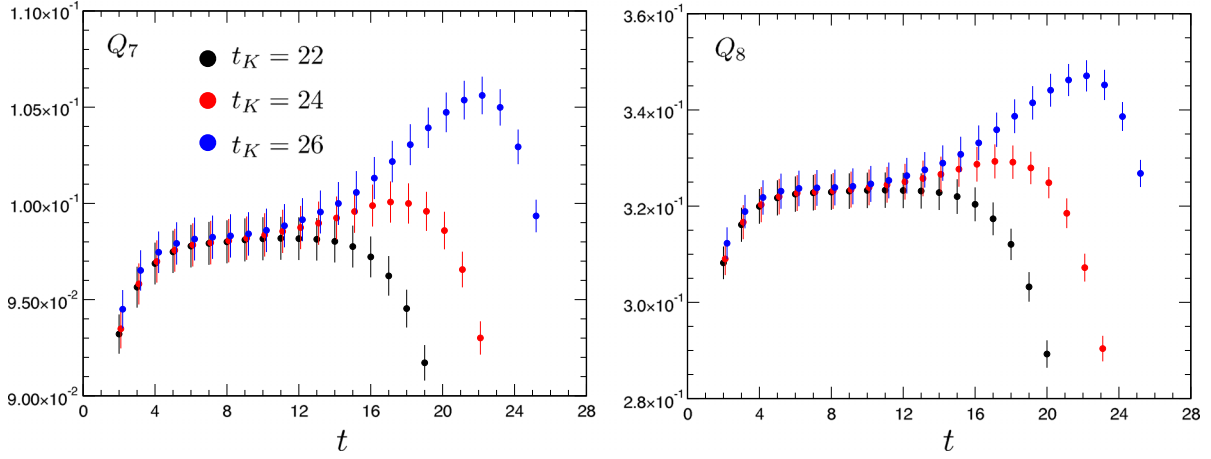 1.10×10⁻¹
Q₇
t_K = 22
1.05×10⁻¹
t_K = 24
t_K = 26
1.00×10⁻¹
9.50×10⁻²
9.00×10⁻²
0 4 8 12 16 20 24 28
t
3.6×10⁻¹
Q₈
3.4×10⁻¹
3.2×10⁻¹
3.0×10⁻¹
2.8×10⁻¹
0 4 8 12 16 20 24 28
t